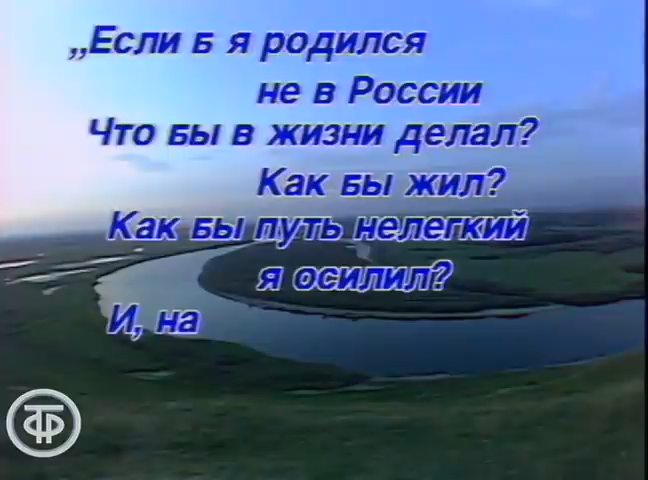 „Если б я родился
не в России
Что бы в жизни делал?
Как бы жил?
Как бы путь нелегкий
я осилил?
И, на